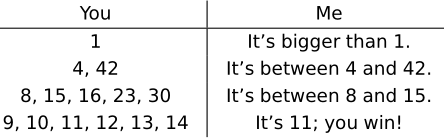 You Me
1 It's bigger than 1.
4, 42 It's between 4 and 42.
8, 15, 16, 23, 30 It's between 8 and 15.
9, 10, 11, 12, 13, 14 It's 11; you win!